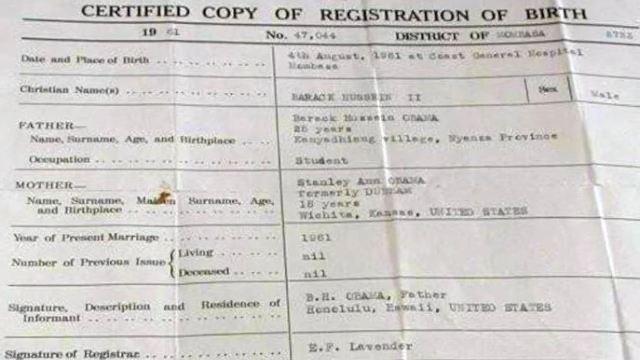 CERTIFIED COPY OF REGISTRATION OF BIRTH
19 61 No. 47,044 DISTRICT OF MOMBASA
Date and Place of Birth 4th August, 1961 at Coast General Hospital
Mombasa
Christian Name(s) BARACK HUSSEIN II Sex Male
FATHER— Barack Hussein OBAMA
Name, Surname, Age, and Birthplace 25 years
Kanyadhiang village, Nyanza Province
Occupation Student
MOTHER— Stanley Ann OBAMA
formerly DUNHAM
Name, Surname, Maiden Surname, Age, 18 years
and Birthplace Wichita, Kansas, UNITED STATES
Year of Present Marriage 1961
Number of Previous Issue { Living nil
Deceased nil
Signature, Description and Residence of B.H. OBAMA, Father
Informant Honolulu, Hawaii, UNITED STATES
Signature of Registrar E.F. Lavender